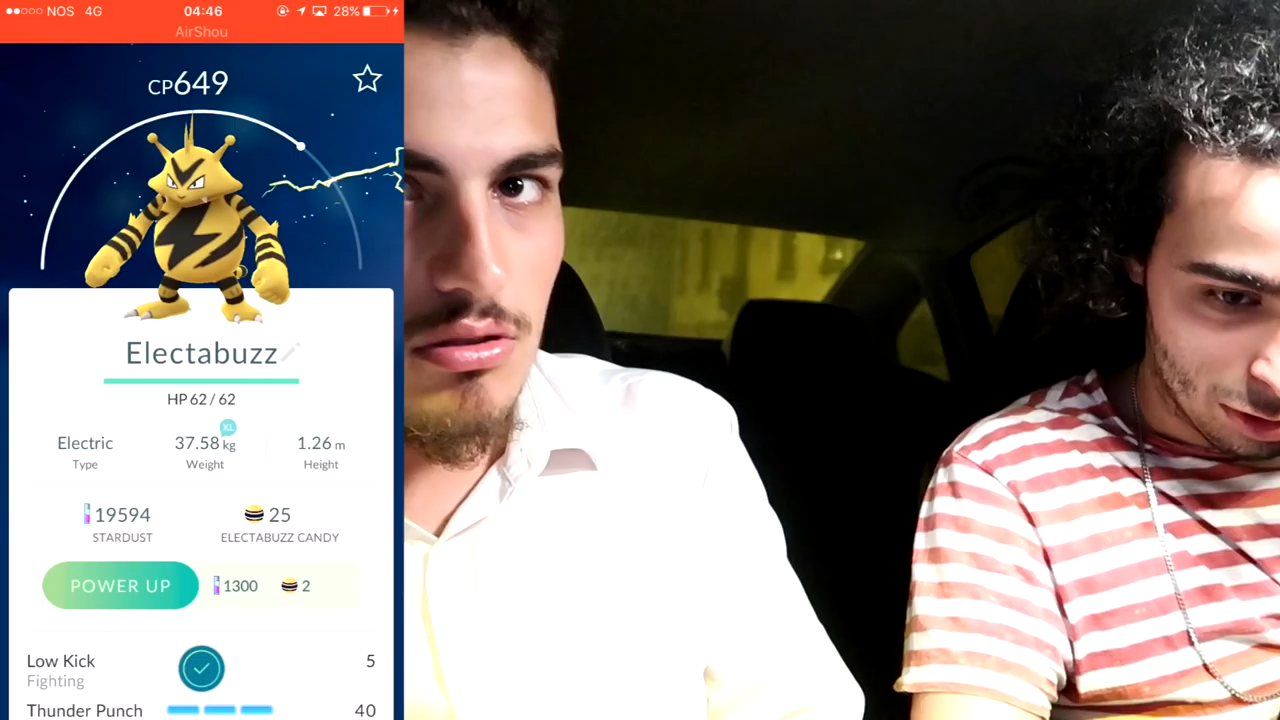 NOS 4G 04:46 28%
AirShou
CP649
Electabuzz
HP 62 / 62
Electric 37.58 kg XL 1.26 m
Type Weight Height
19594 25
STARDUST ELECTABUZZ CANDY
POWER UP 1300 2
Low Kick 5
Fighting
Thunder Punch 40